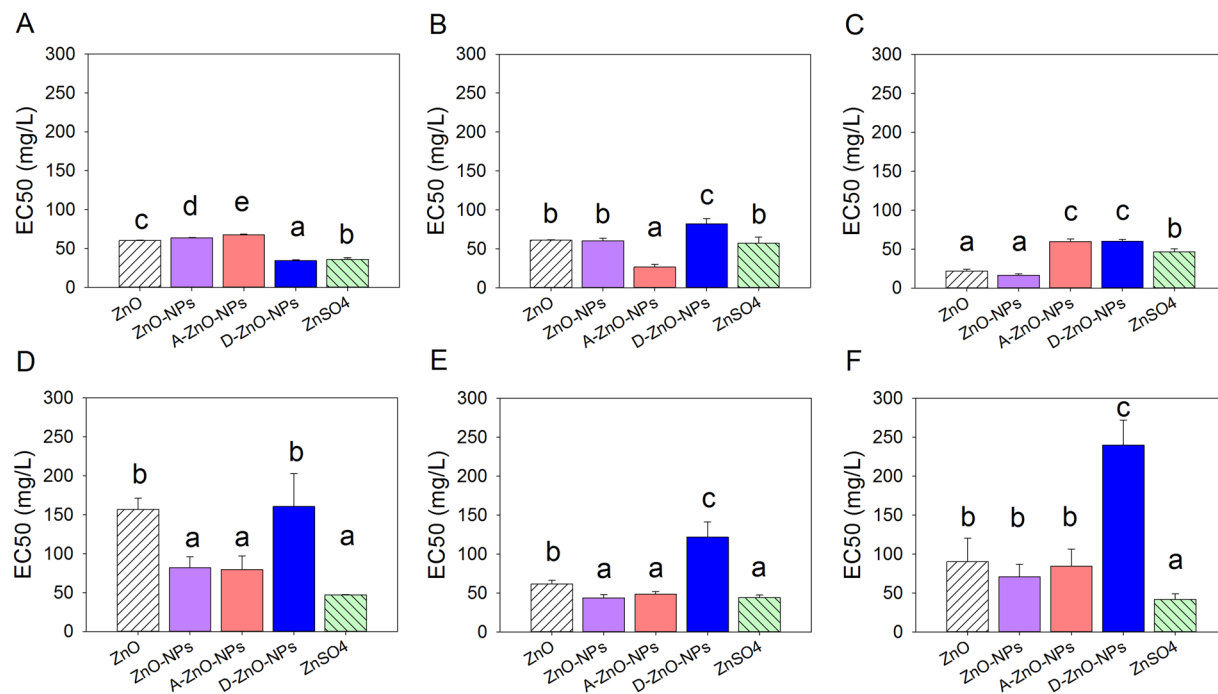 A
EC50 (mg/L)
300
250
200
150
100
50
0
c
d
e
a
b
ZnO
ZnO-NPs
A-ZnO-NPs
D-ZnO-NPs
ZnSO4
B
EC50 (mg/L)
300
250
200
150
100
50
0
b
b
a
c
b
ZnO
ZnO-NPs
A-ZnO-NPs
D-ZnO-NPs
ZnSO4
C
EC50 (mg/L)
300
250
200
150
100
50
0
a
a
c
c
b
ZnO
ZnO-NPs
A-ZnO-NPs
D-ZnO-NPs
ZnSO4
D
EC50 (mg/L)
300
250
200
150
100
50
0
b
a
a
b
a
ZnO
ZnO-NPs
A-ZnO-NPs
D-ZnO-NPs
ZnSO4
E
EC50 (mg/L)
300
250
200
150
100
50
0
b
a
a
c
a
ZnO
ZnO-NPs
A-ZnO-NPs
D-ZnO-NPs
ZnSO4
F
EC50 (mg/L)
300
250
200
150
100
50
0
b
b
b
c
a
ZnO
ZnO-NPs
A-ZnO-NPs
D-ZnO-NPs
ZnSO4